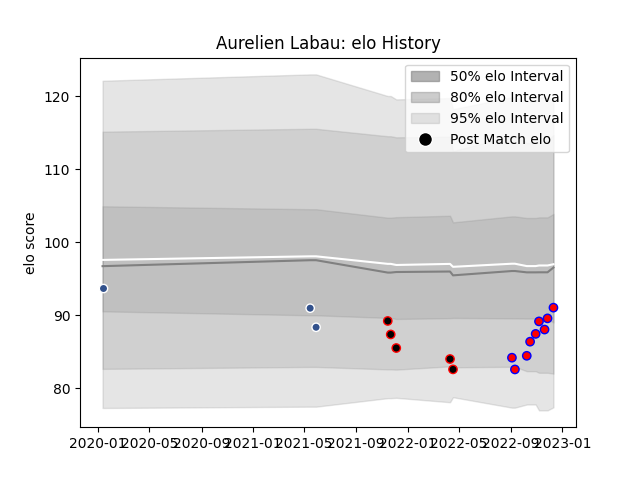 Aurelien Labau: elo History
50% elo Interval
80% elo Interval
95% elo Interval
Post Match elo
elo score
120
110
100
90
80
2020-01 2020-05 2020-09 2021-01 2021-05 2021-09 2022-01 2022-05 2022-09 2023-01